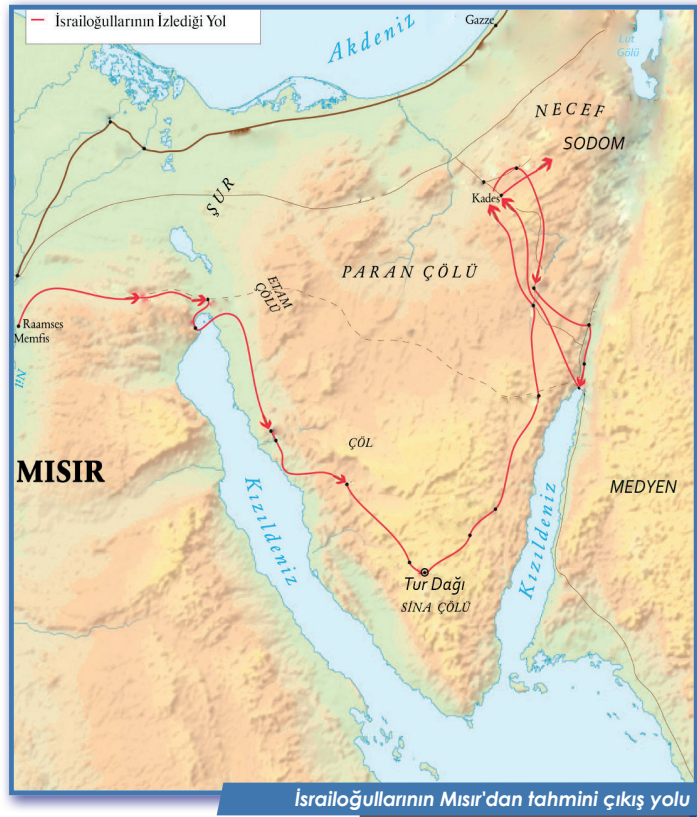 İsrailoğullarının İzlediği Yol
Gazze
Akdeniz
Lut
Gölü
NECEF
SODOM
Kades
ŞUR
PARAN ÇÖLÜ
ETAM
ÇÖLÜ
Raamses
Memfis
Nil
ÇÖL
MISIR
MEDYEN
Kızıldeniz
Kızıldeniz
Tur Dağı
SİNA ÇÖLÜ
İsrailoğullarının Mısır'dan tahmini çıkış yolu